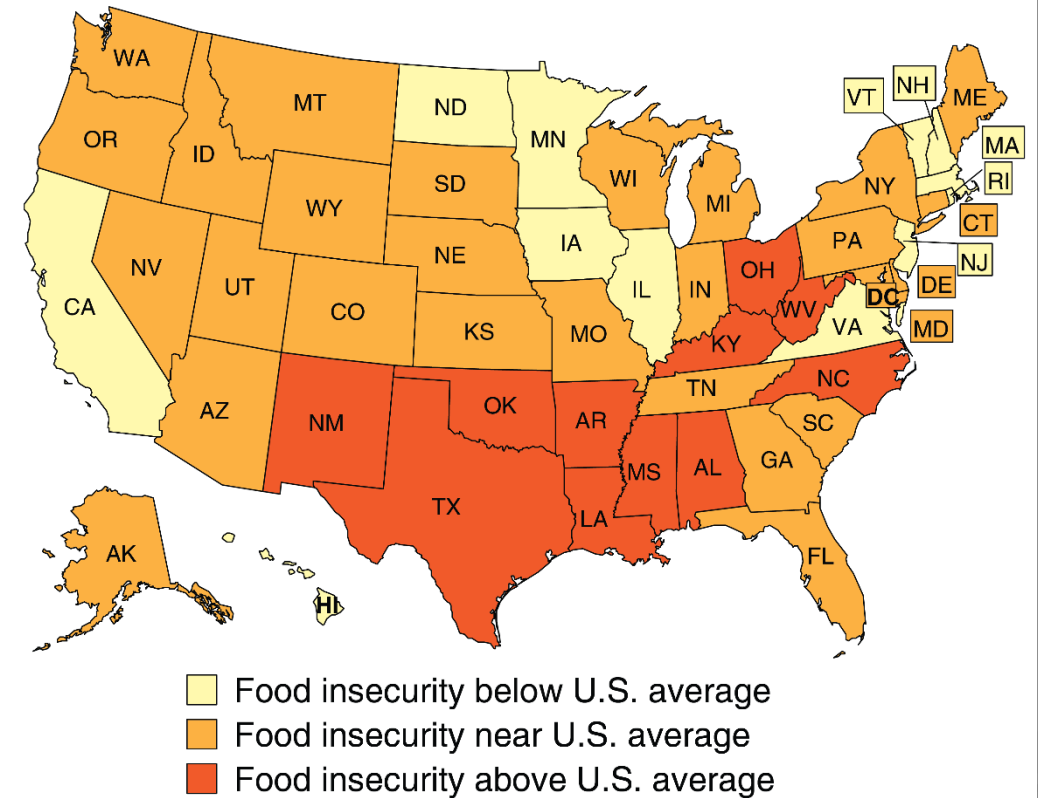 WA
OR
ID
MT
WY
NV
UT
CO
CA
AZ
NM
ND
SD
NE
KS
OK
TX
MN
IA
MO
AR
LA
WI
IL
MI
IN
OH
KY
TN
MS
AL
GA
FL
SC
NC
VA
WV
PA
NY
VT
NH
ME
MA
RI
CT
NJ
DE
DC
MD
AK
HI
Food insecurity below U.S. average
Food insecurity near U.S. average
Food insecurity above U.S. average